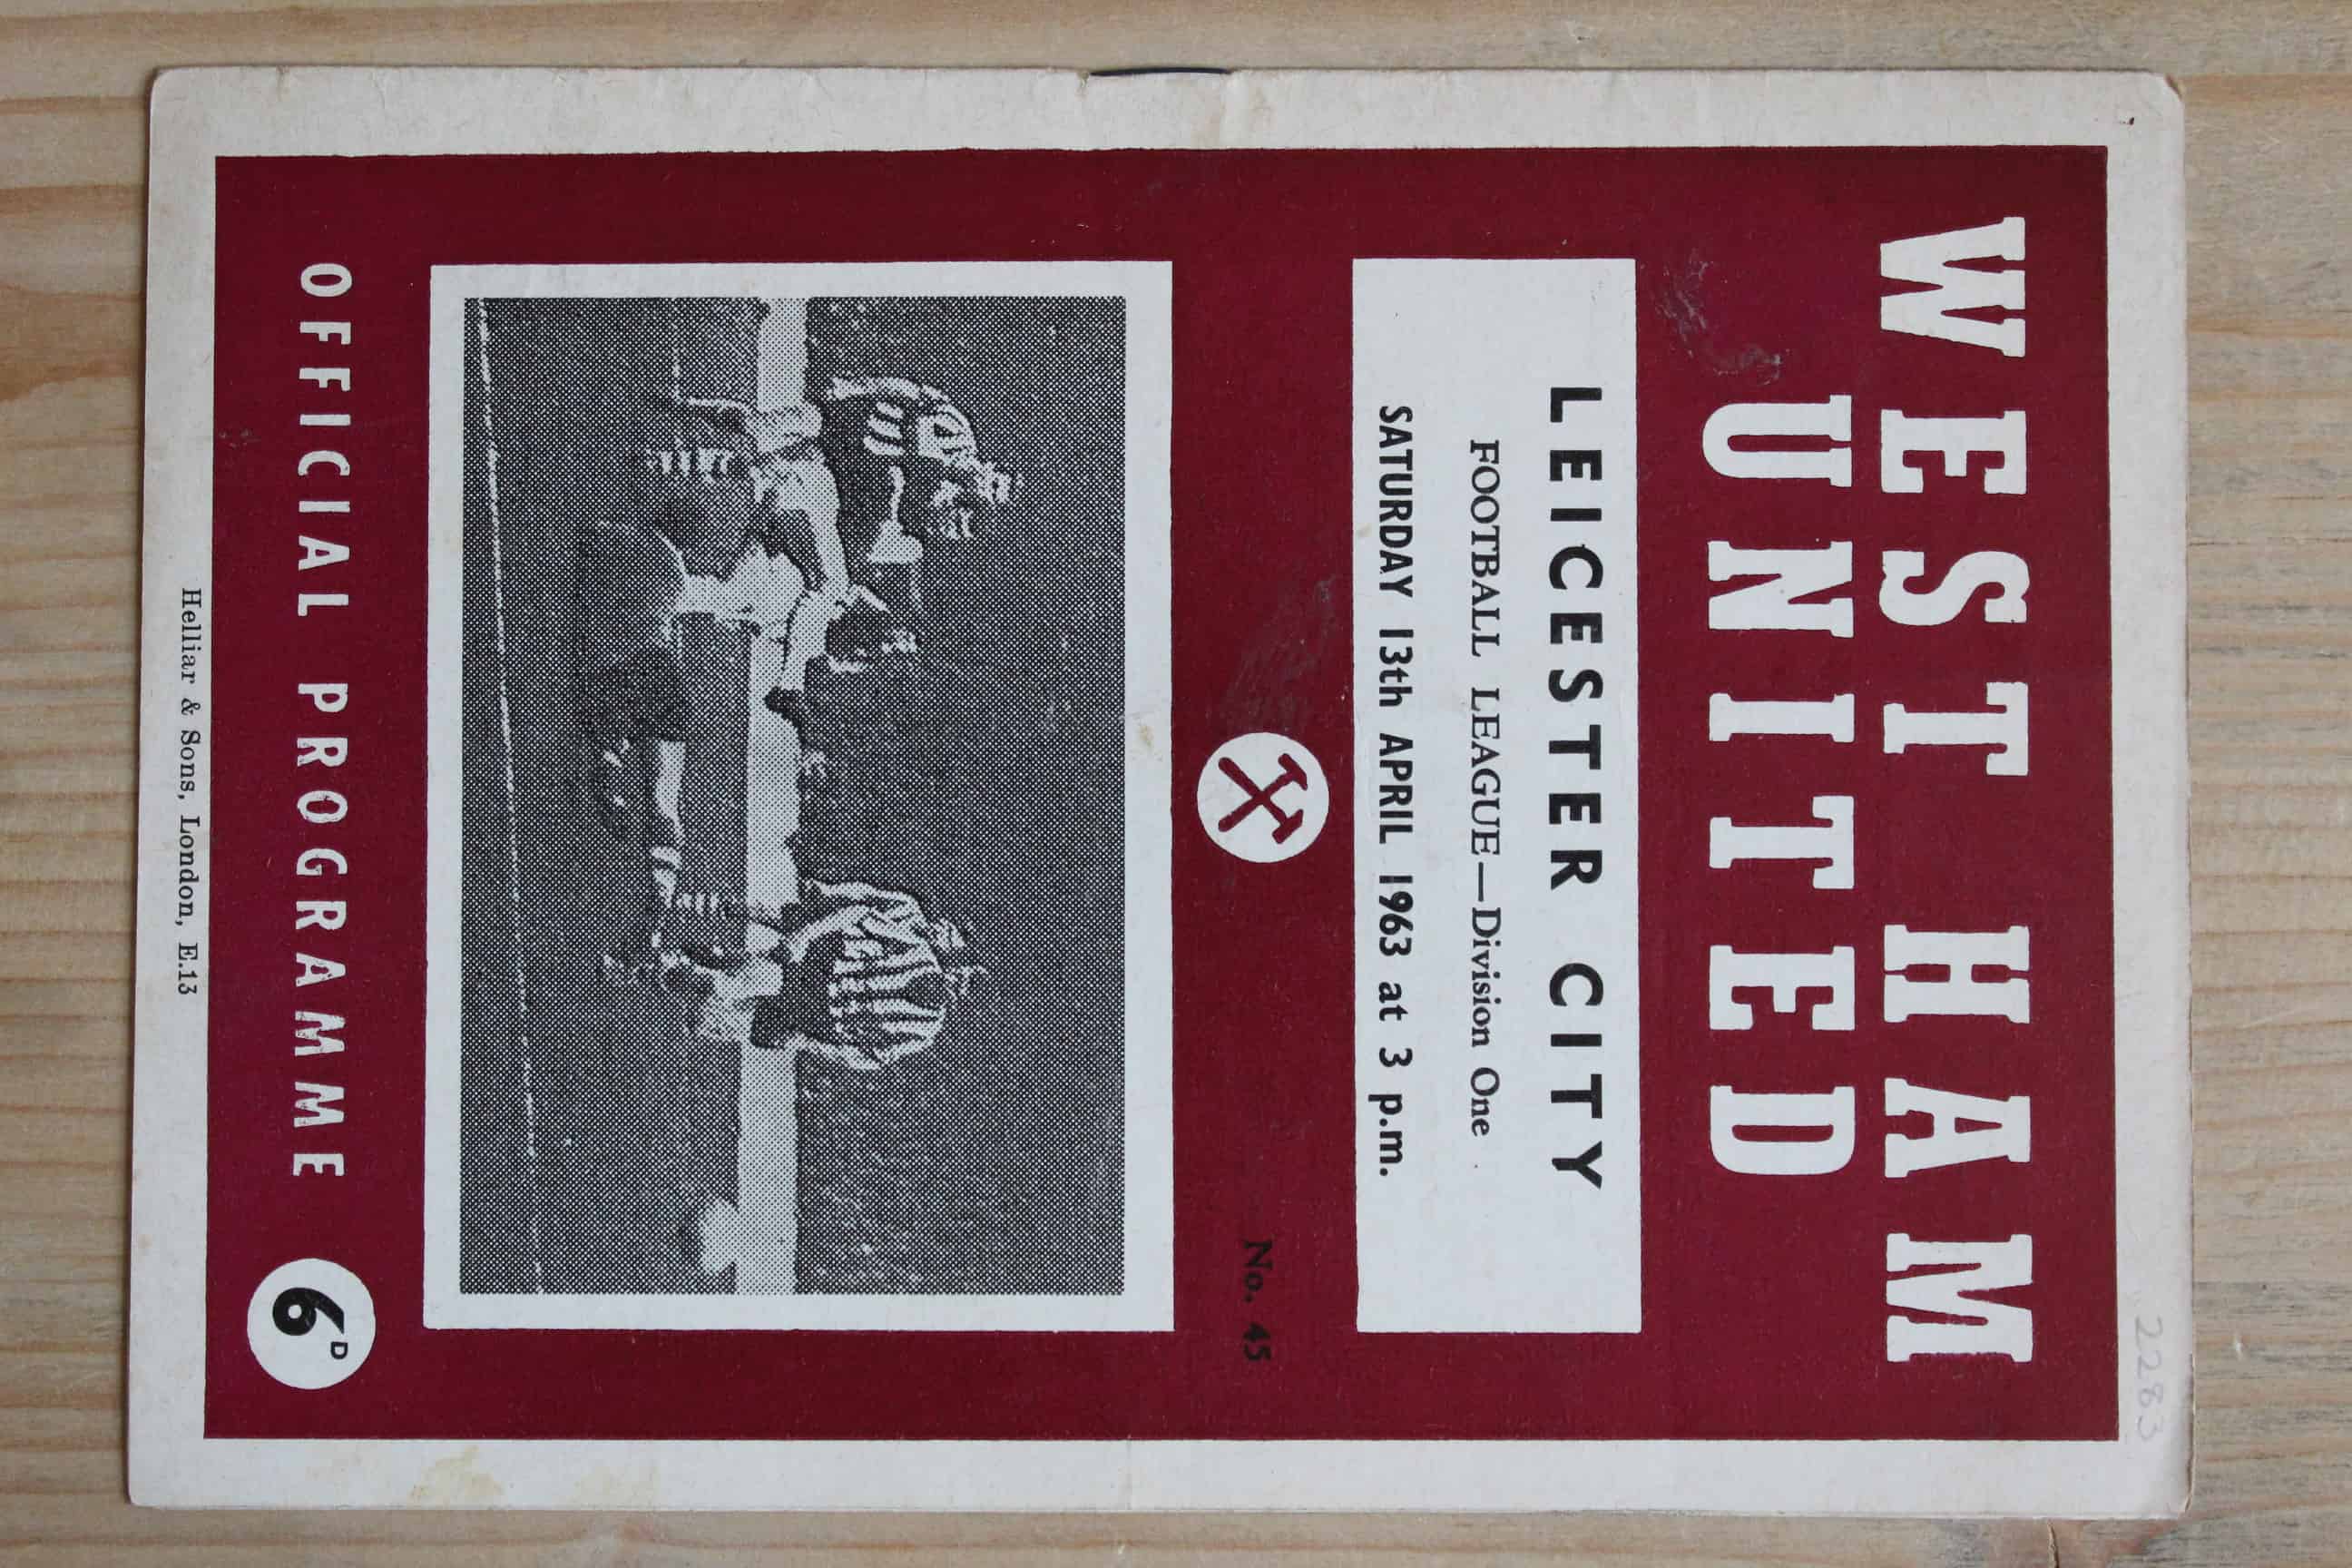 2283
WEST HAM
UNITED
LEICESTER CITY
FOOTBALL LEAGUE—Division One
SATURDAY 13th APRIL 1963 at 3 p.m.
No. 45
OFFICIAL PROGRAMME
6D
Helliar & Sons, London, E.13